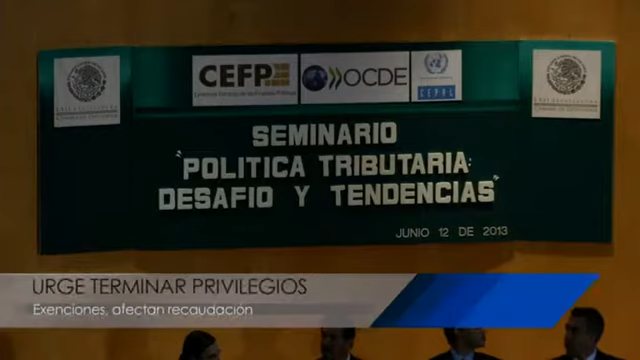 CEFP
OCDE
CEPAL
SEMINARIO
"POLITICA TRIBUTARIA:
DESAFIO Y TENDENCIAS"
JUNIO 12 DE 2013
URGE TERMINAR PRIVILEGIOS
Exenciones, afectan recaudación